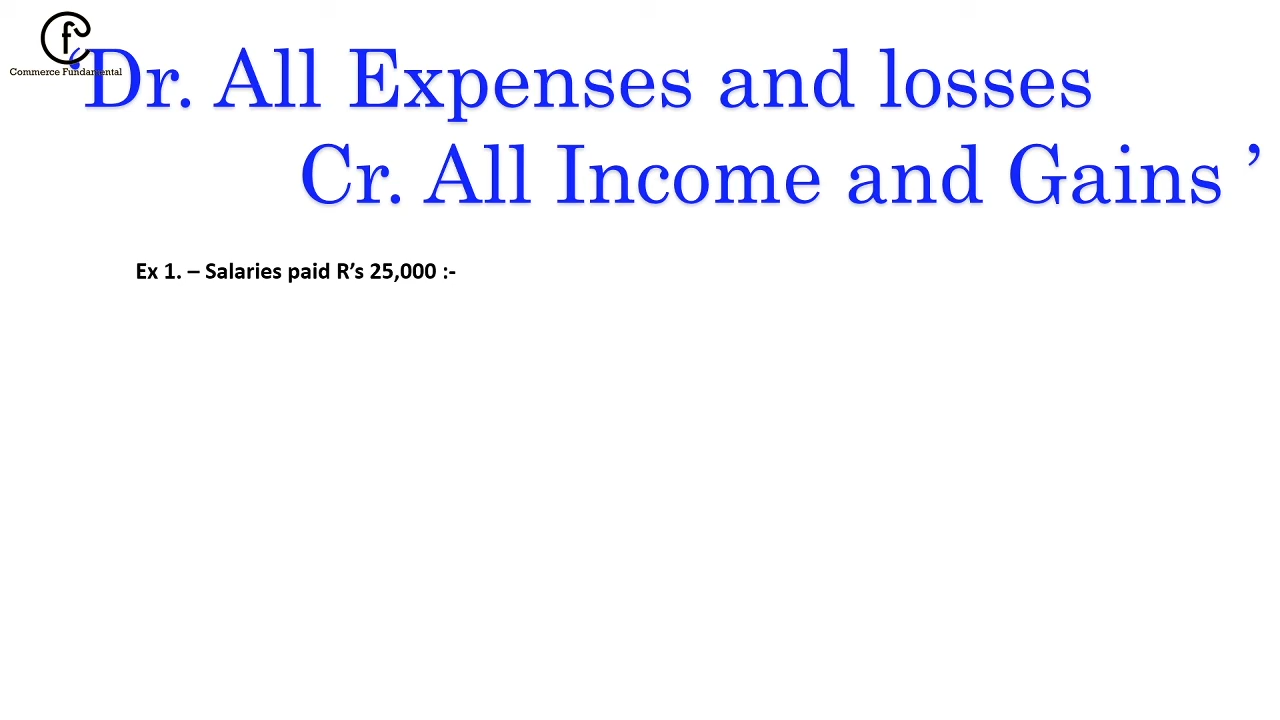 Commerce Fundamental
‘Dr. All Expenses and losses
Cr. All Income and Gains ’
Ex 1. – Salaries paid R’s 25,000 :-